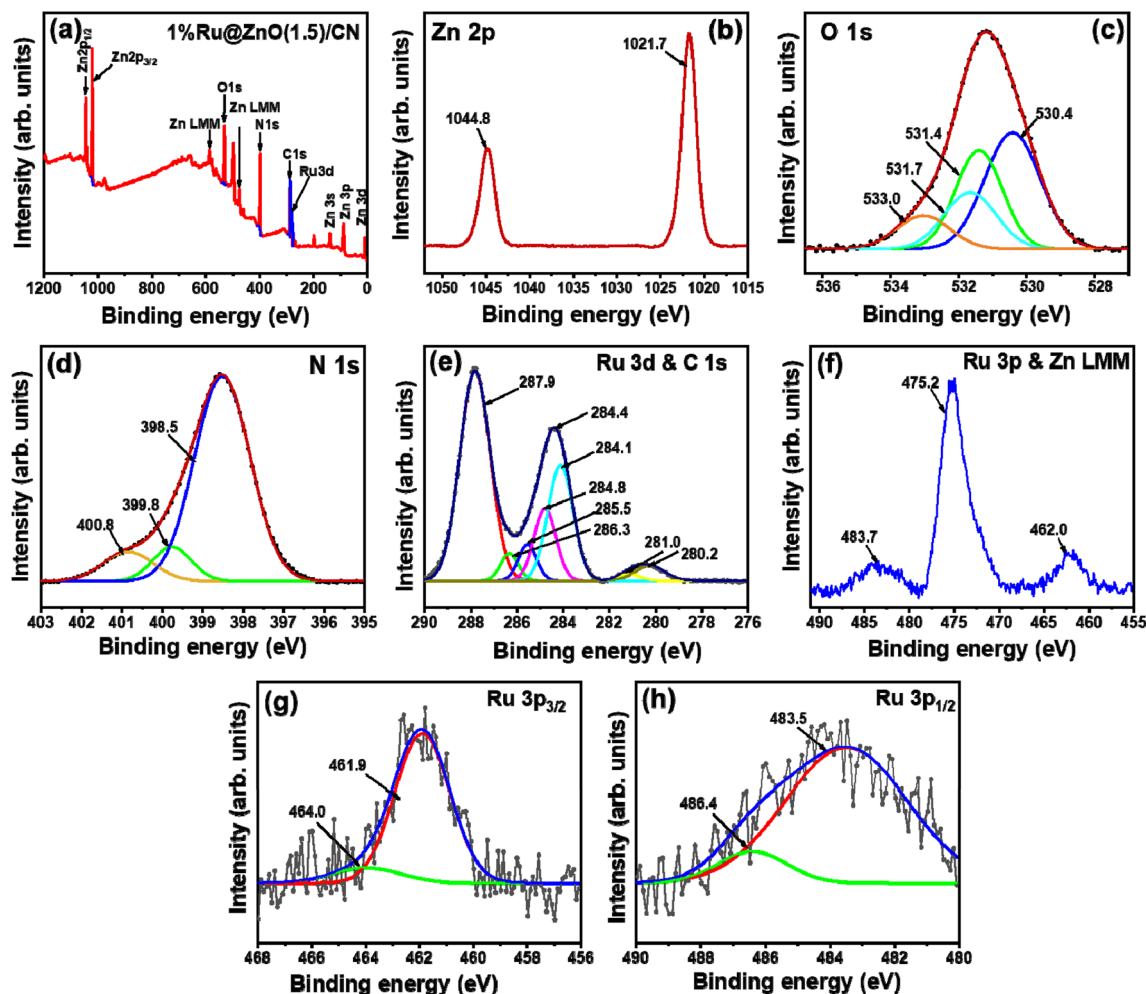 (a) 1%Ru@ZnO(1.5)/CN
Zn2p1/2
Zn2p3/2
O1s
Zn LMM
Zn LMM
N1s
C1s
Ru3d
Zn 3s
Zn 3p
Zn 3d
Intensity (arb. units)
1200 1000 800 600 400 200 0
Binding energy (eV)
Zn 2p (b)
1021.7
1044.8
Intensity (arb. units)
1050 1045 1040 1035 1030 1025 1020 1015
Binding energy (eV)
O 1s (c)
530.4
531.4
531.7
533.0
Intensity (arb. units)
536 534 532 530 528
Binding energy (eV)
(d) N 1s
398.5
399.8
400.8
Intensity (arb. units)
403 401 400 399 398 397 396 395
Binding energy (eV)
(e) Ru 3d & C 1s
287.9
284.4
284.1
284.8
285.5
286.3
281.0
280.2
Intensity (arb. units)
290 288 286 284 282 280 278 276
Binding energy (eV)
(f) Ru 3p & Zn LMM
475.2
483.7
462.0
Intensity (arb. units)
490 485 480 475 470 465 460 455
Binding energy (eV)
(g) Ru 3p3/2
461.9
464.0
Intensity (arb. units)
468 466 464 462 460 458 456
Binding energy (eV)
(h) Ru 3p1/2
483.5
486.4
Intensity (arb. units)
490 488 486 484 482 480
Binding energy (eV)